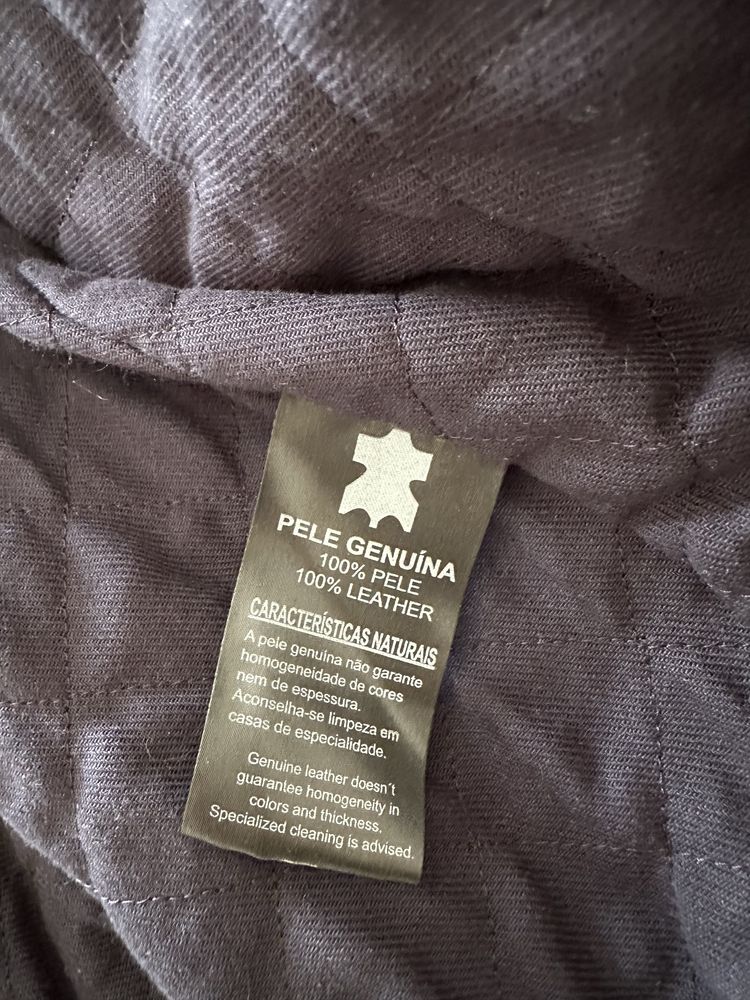 PELE GENUÍNA
100% PELE
100% LEATHER
CARACTERÍSTICAS NATURAIS
A pele genuína não garante
homogeneidade de cores
nem de espessura.
Aconselha-se limpeza em
casas de especialidade.
Genuine leather doesn´t
guarantee homogeneity in
colors and thickness.
Specialized cleaning is advised.